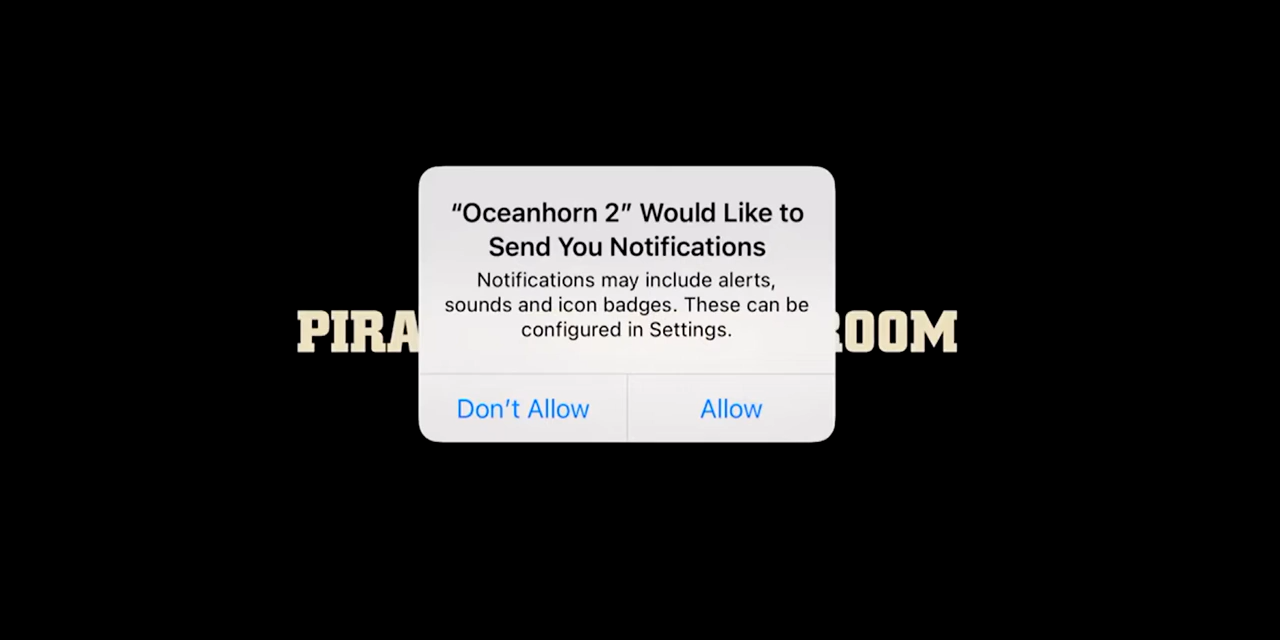 “Oceanhorn 2” Would Like to
Send You Notifications
Notifications may include alerts,
sounds and icon badges. These can be
configured in Settings.
PIRA ROOM
Don’t Allow
Allow